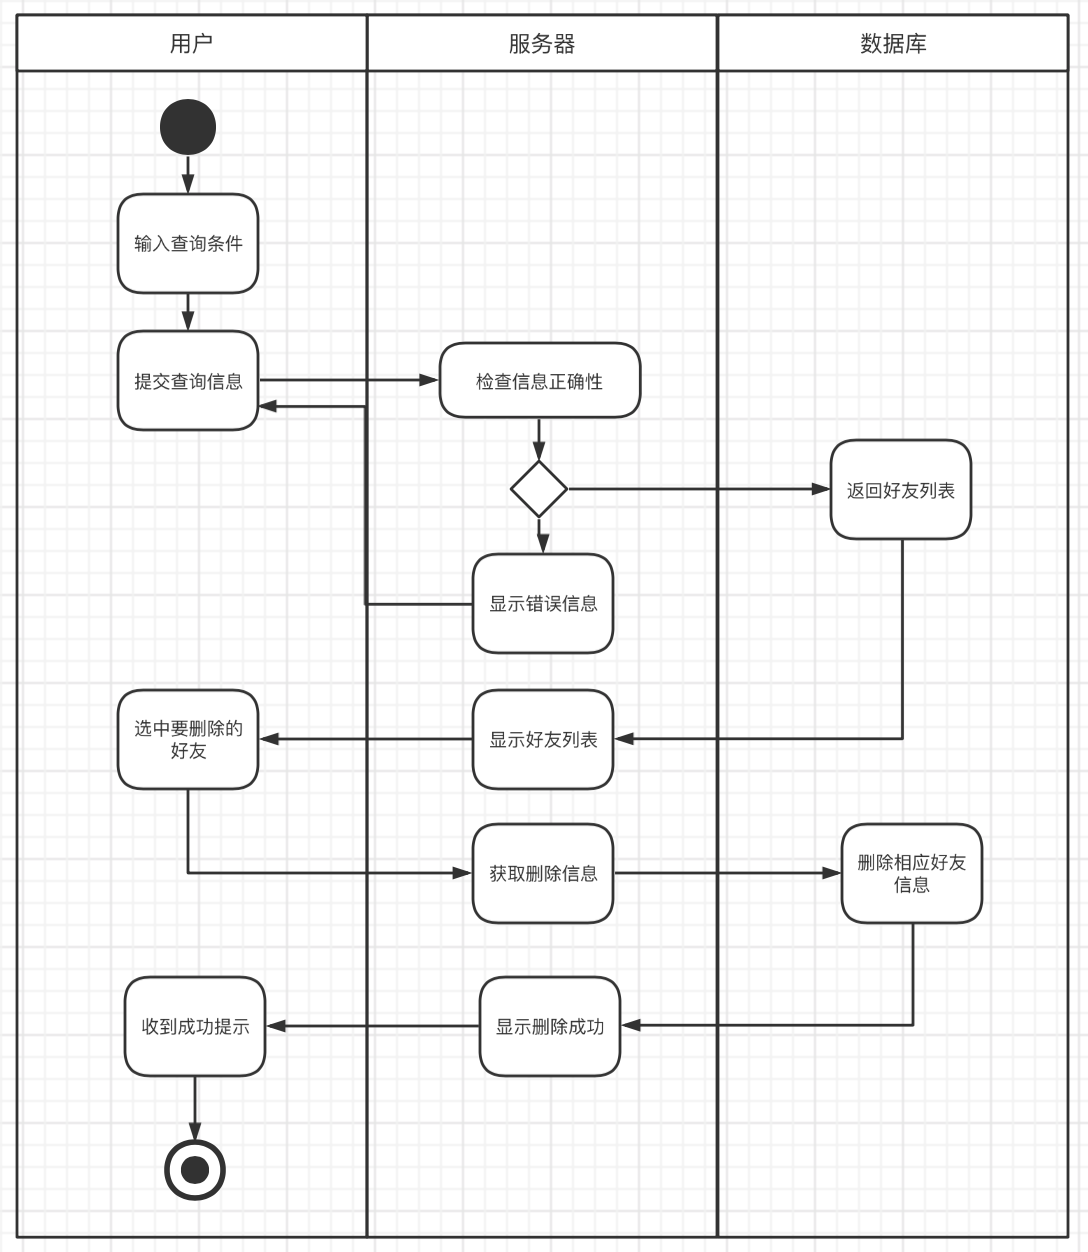 用户
服务器
数据库
输入查询条件
提交查询信息
检查信息正确性
返回好友列表
显示错误信息
选中要删除的
好友
显示好友列表
获取删除信息
删除相应好友
信息
收到成功提示
显示删除成功